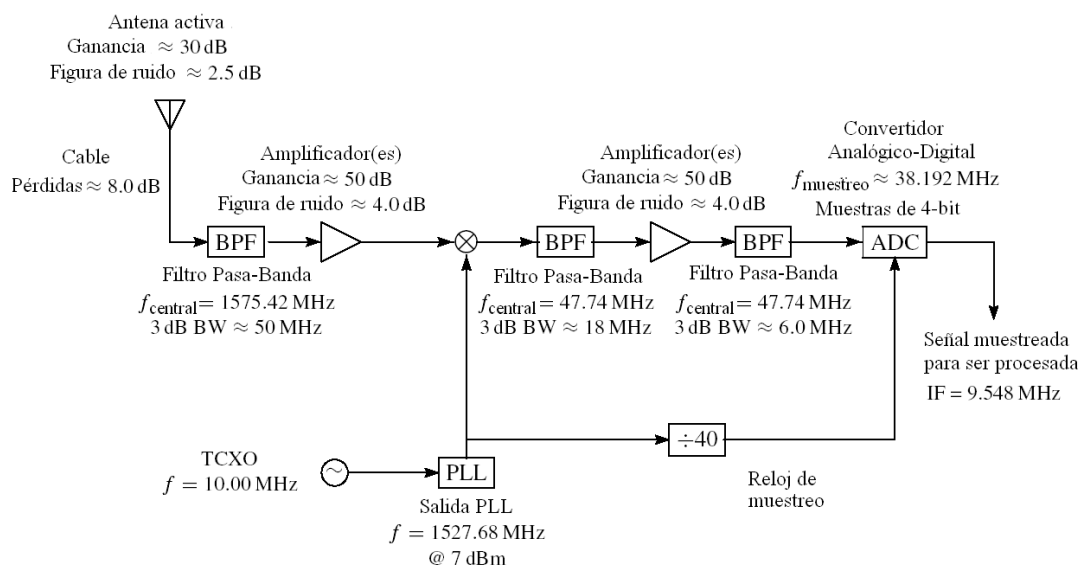 Antena activa
Ganancia ≈ 30 dB
Figura de ruido ≈ 2.5 dB
Cable
Pérdidas ≈ 8.0 dB
BPF
Filtro Pasa-Banda
f_central = 1575.42 MHz
3 dB BW ≈ 50 MHz
Amplificador(es)
Ganancia ≈ 50 dB
Figura de ruido ≈ 4.0 dB
BPF
Filtro Pasa-Banda
f_central = 47.74 MHz
3 dB BW ≈ 18 MHz
Amplificador(es)
Ganancia ≈ 50 dB
Figura de ruido ≈ 4.0 dB
BPF
Filtro Pasa-Banda
f_central = 47.74 MHz
3 dB BW ≈ 6.0 MHz
Convertidor
Analógico-Digital
f_muestreo ≈ 38.192 MHz
Muestras de 4-bit
ADC
Señal muestreada
para ser procesada
IF = 9.548 MHz
÷40
Reloj de
muestreo
TCXO
f = 10.00 MHz
~
PLL
Salida PLL
f = 1527.68 MHz
@ 7 dBm